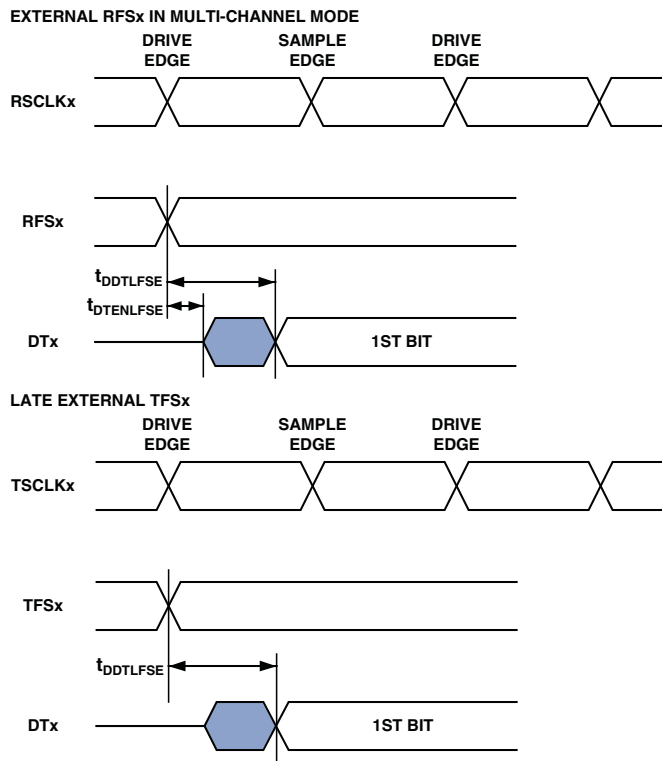 EXTERNAL RFSx IN MULTI-CHANNEL MODE
DRIVE EDGE
SAMPLE EDGE
DRIVE EDGE
RSCLKx
RFSx
tDDTLFSE
tDTENLFSE
DTx
1ST BIT
LATE EXTERNAL TFSx
DRIVE EDGE
SAMPLE EDGE
DRIVE EDGE
TSCLKx
TFSx
tDDTLFSE
DTx
1ST BIT